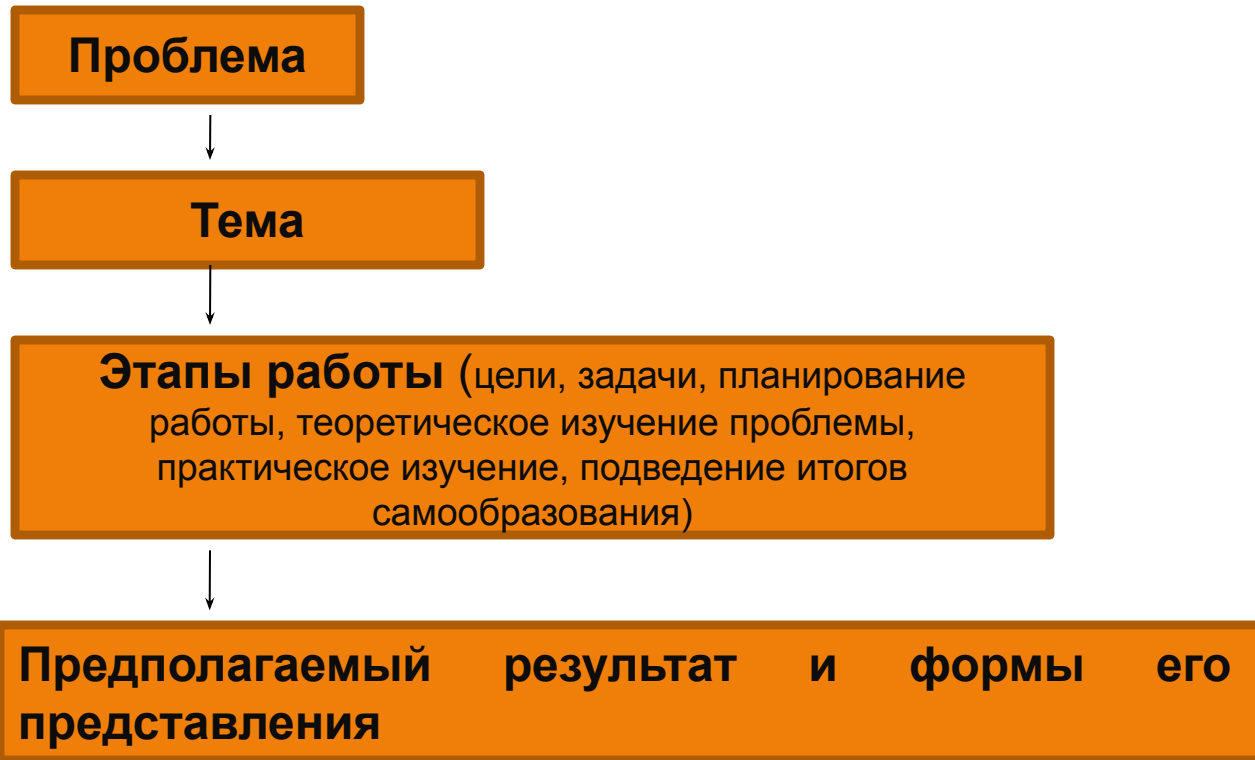 Проблема
Тема
Этапы работы (цели, задачи, планирование
работы, теоретическое изучение проблемы,
практическое изучение, подведение итогов
самообразования)
Предполагаемый результат и формы его
представления